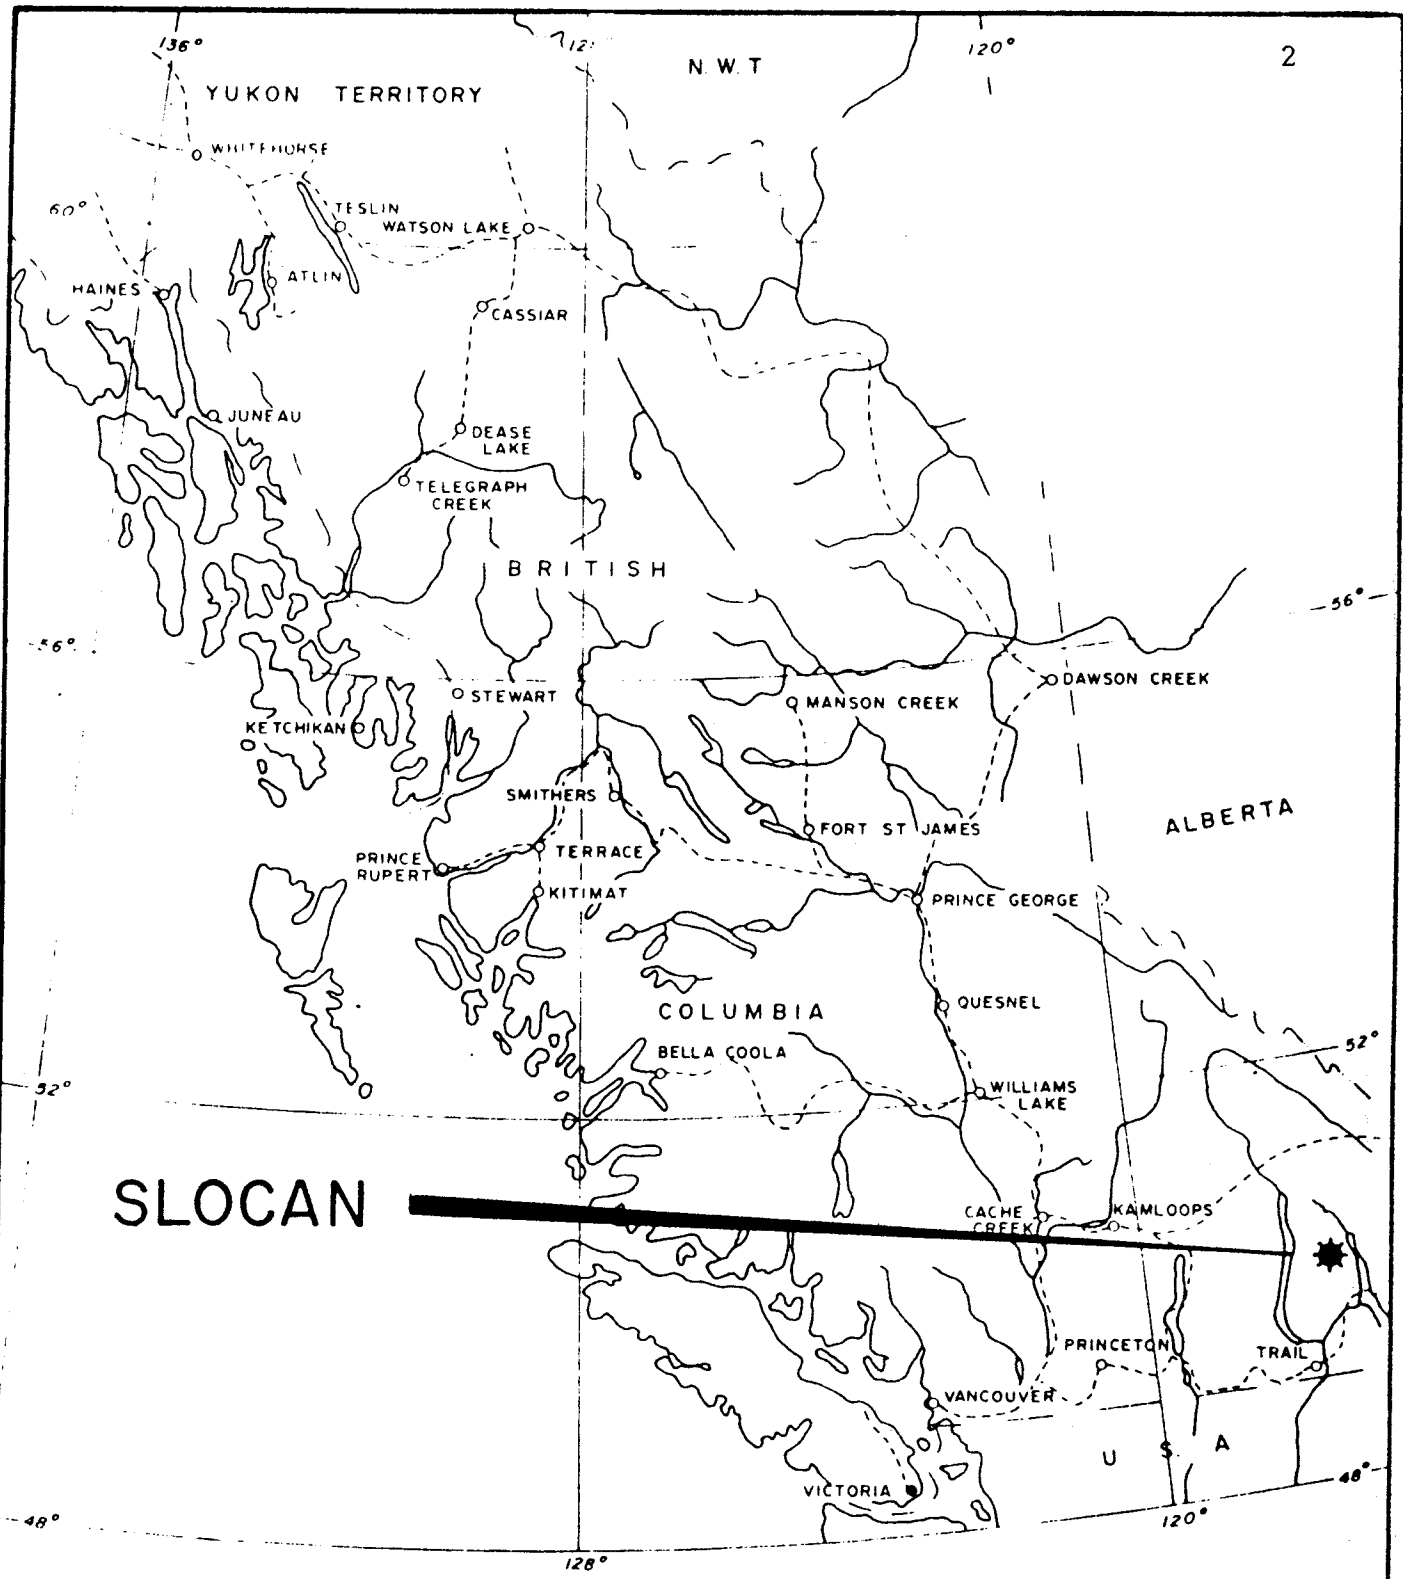 136°
120°
2
N.W.T
YUKON TERRITORY
WHITEHORSE
60°
TESLIN
WATSON LAKE
ATLIN
HAINES
CASSIAR
JUNEAU
DEASE
LAKE
TELEGRAPH
CREEK
BRITISH
56°
56°
DAWSON CREEK
STEWART
MANSON CREEK
KETCHIKAN
SMITHERS
ALBERTA
FORT ST JAMES
TERRACE
PRINCE
RUPERT
KITIMAT
PRINCE GEORGE
QUESNEL
COLUMBIA
52°
BELLA COOLA
52°
WILLIAMS
LAKE
SLOCAN
CACHE
CREEK
KAMLOOPS
PRINCETON
TRAIL
VANCOUVER
U S. A
48°
VICTORIA
48°
120°
128°